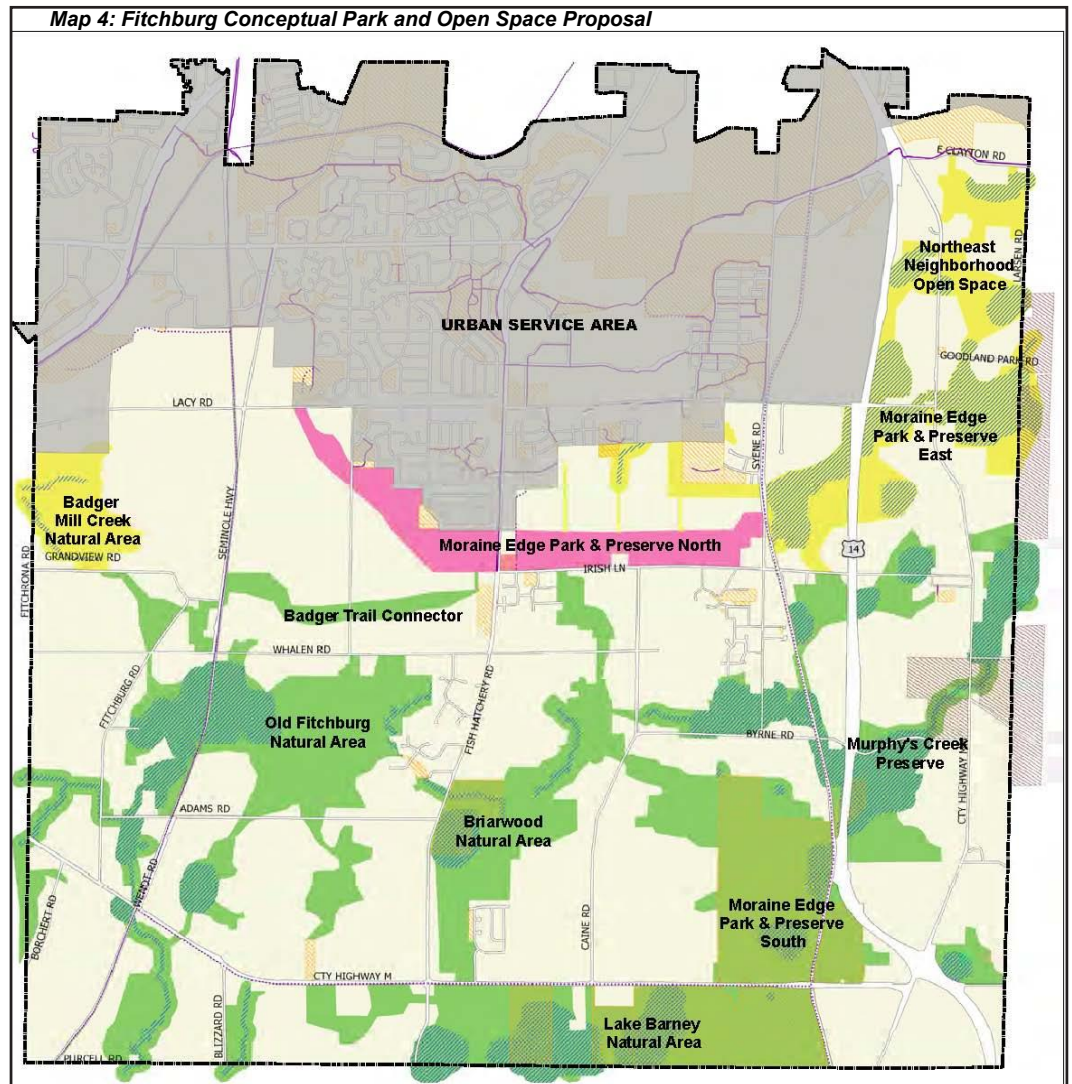 Map 4: Fitchburg Conceptual Park and Open Space Proposal
E CLAYTON RD
Northeast
Neighborhood
Open Space
LARSEN RD
URBAN SERVICE AREA
GOODLAND PARK RD
LACY RD
Moraine Edge
Park & Preserve
East
SYENE RD
Badger
Mill Creek
Natural Area
SEMINOLE HWY
GRANDVIEW RD
FITCHRONA RD
Moraine Edge Park & Preserve North
14
IRISH LN
Badger Trail Connector
WHALEN RD
FITCHBURG RD
Old Fitchburg
Natural Area
FISH HATCHERY RD
BYRNE RD
Murphy's Creek
Preserve
CTY HIGHWAY M
ADAMS RD
Briarwood
Natural Area
WENDT RD
BORCHERT RD
Moraine Edge
Park & Preserve
South
CAINE RD
CTY HIGHWAY M
BLIZZARD RD
Lake Barney
Natural Area
PURCELL RD